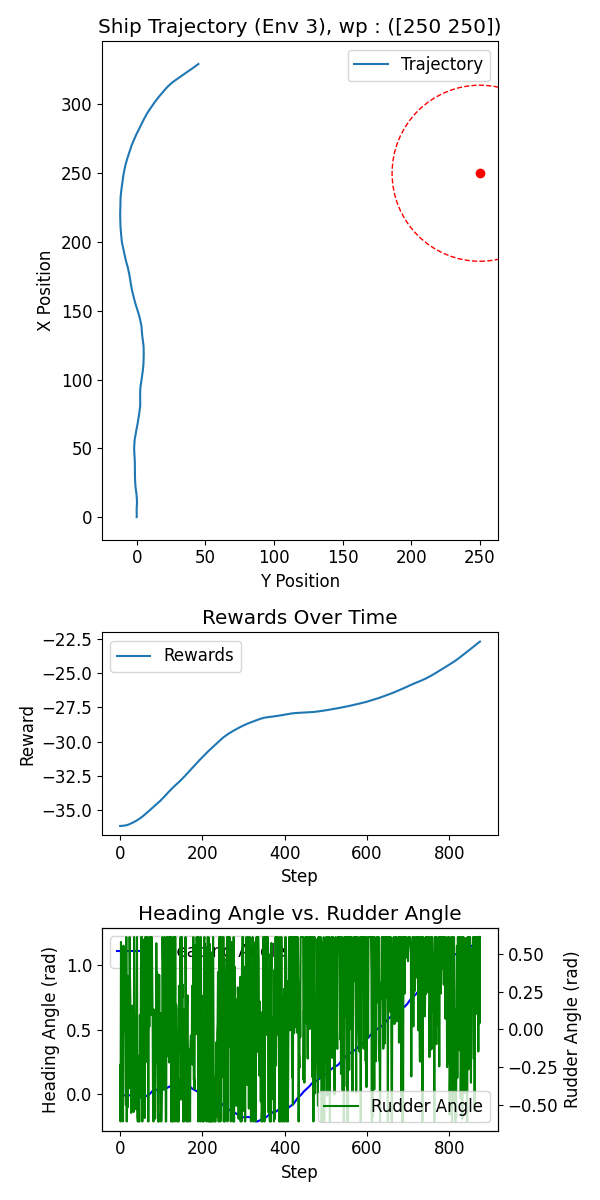 Ship Trajectory (Env 3), wp : ([250 250])
Trajectory
300
250
200
150
100
50
0
X Position
0 50 100 150 200 250
Y Position
Rewards Over Time
Rewards
−22.5
−25.0
−27.5
−30.0
−32.5
−35.0
Reward
0 200 400 600 800
Step
Heading Angle vs. Rudder Angle
1.0
0.5
0.0
Heading Angle (rad)
0.50
0.25
0.00
−0.25
−0.50
Rudder Angle (rad)
Rudder Angle
0 200 400 600 800
Step